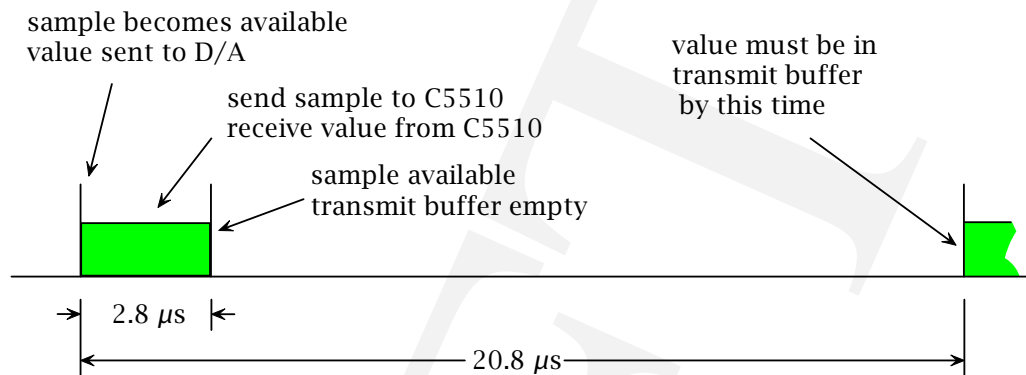 sample becomes available
value sent to D/A
send sample to C5510
receive value from C5510
sample available
transmit buffer empty
value must be in
transmit buffer
by this time
2.8 μs
20.8 μs